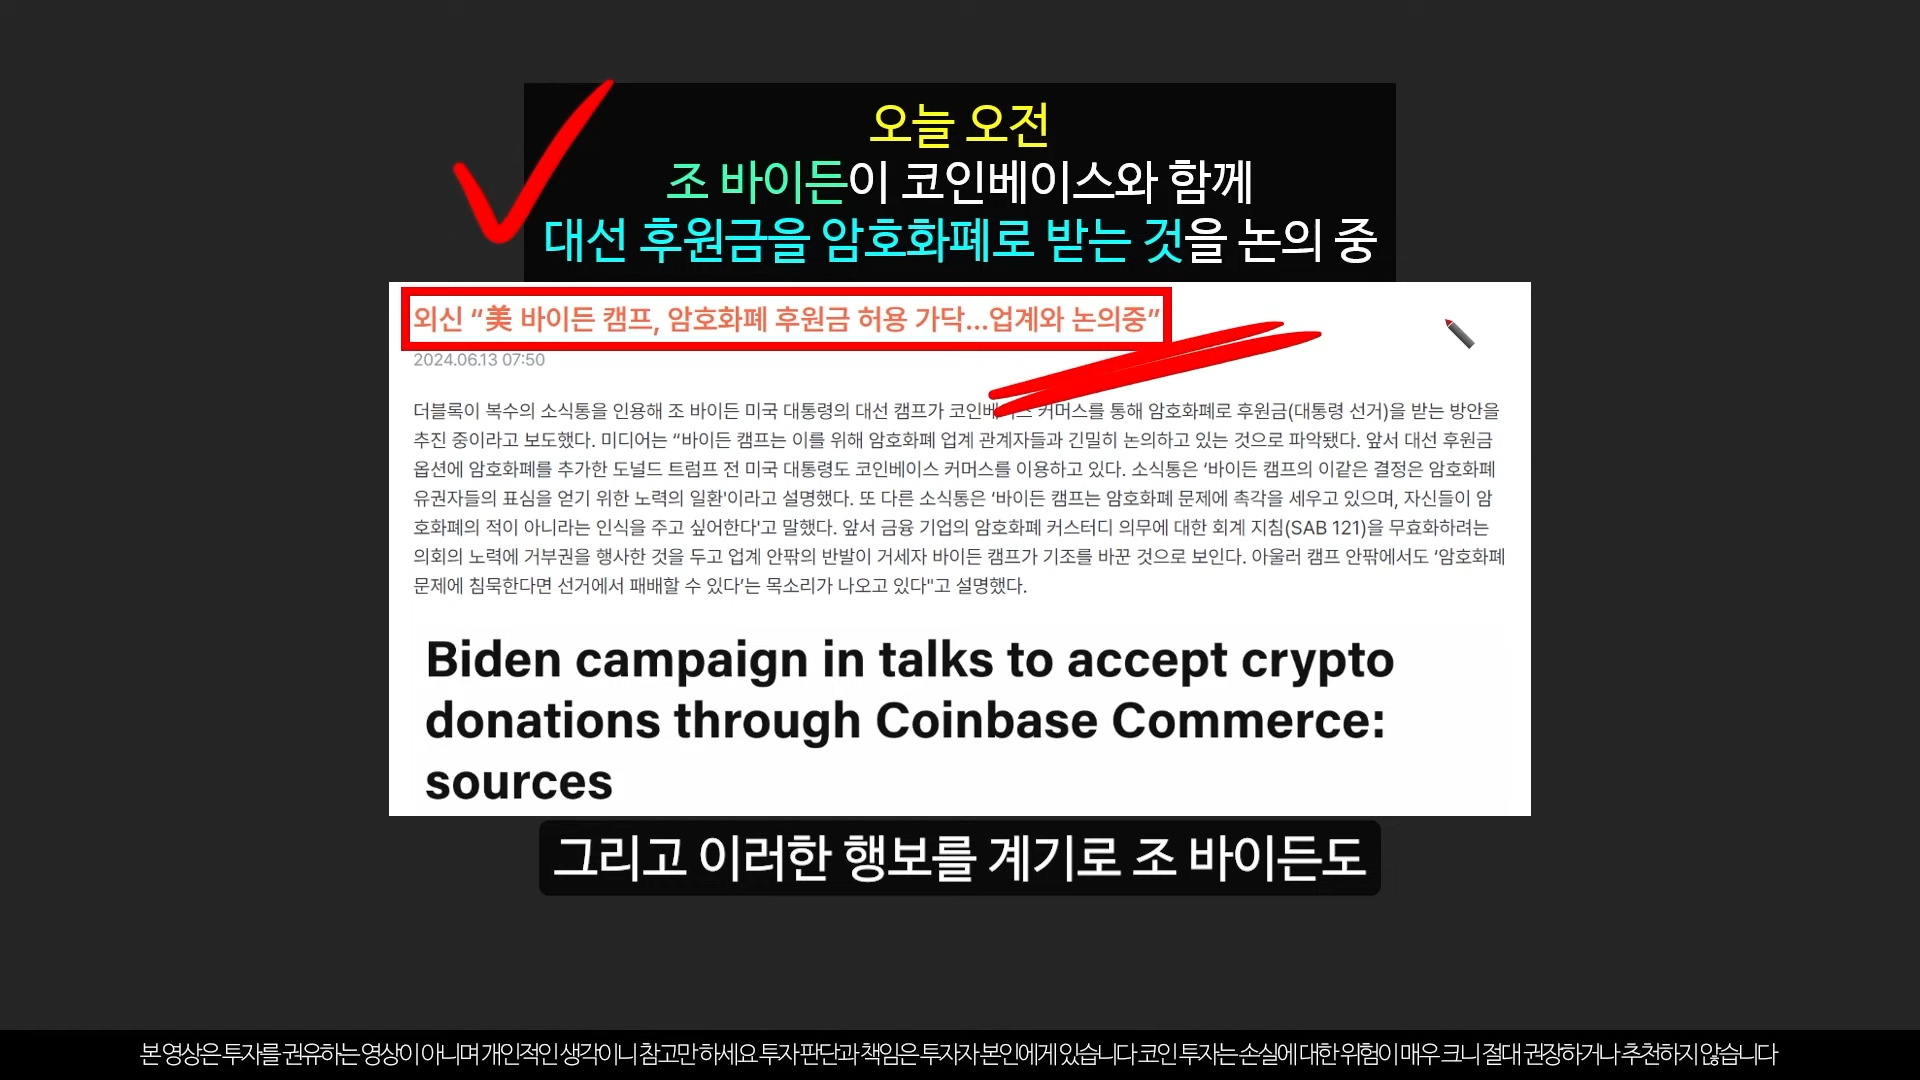 오늘 오전
조 바이든이 코인베이스와 함께
대선 후원금을 암호화폐로 받는 것을 논의 중
외신 “美 바이든 캠프, 암호화폐 후원금 허용 가닥...업계와 논의중”
2024.06.13 07:50
더블록이 복수의 소식통을 인용해 조 바이든 미국 대통령의 대선 캠프가 코인베이스 커머스를 통해 암호화폐로 후원금(대통령 선거)을 받는 방안을
추진 중이라고 보도했다. 미디어는 “바이든 캠프는 이를 위해 암호화폐 업계 관계자들과 긴밀히 논의하고 있는 것으로 파악됐다. 앞서 대선 후원금
옵션에 암호화폐를 추가한 도널드 트럼프 전 미국 대통령도 코인베이스 커머스를 이용하고 있다. 소식통은 ‘바이든 캠프의 이같은 결정은 암호화폐
유권자들의 표심을 얻기 위한 노력의 일환'이라고 설명했다. 또 다른 소식통은 ‘바이든 캠프는 암호화폐 문제에 촉각을 세우고 있으며, 자신들이 암
호화폐의 적이 아니라는 인식을 주고 싶어한다'고 말했다. 앞서 금융 기업의 암호화폐 커스터디 의무에 대한 회계 지침(SAB 121)을 무효화하려는
의회의 노력에 거부권을 행사한 것을 두고 업계 안팎의 반발이 거세자 바이든 캠프가 기조를 바꾼 것으로 보인다. 아울러 캠프 안팎에서도 ‘암호화폐
문제에 침묵한다면 선거에서 패배할 수 있다’는 목소리가 나오고 있다"고 설명했다.
Biden campaign in talks to accept crypto
donations through Coinbase Commerce:
sources
그리고 이러한 행보를 계기로 조 바이든도
본 영상은 투자를 권유하는 영상이 아니며 개인적인 생각이니 참고만 하세요 투자 판단과 책임은 투자자 본인에게 있습니다 코인 투자는 손실에 대한 위험이 매우 크니 절대 권장하거나 추천하지 않습니다